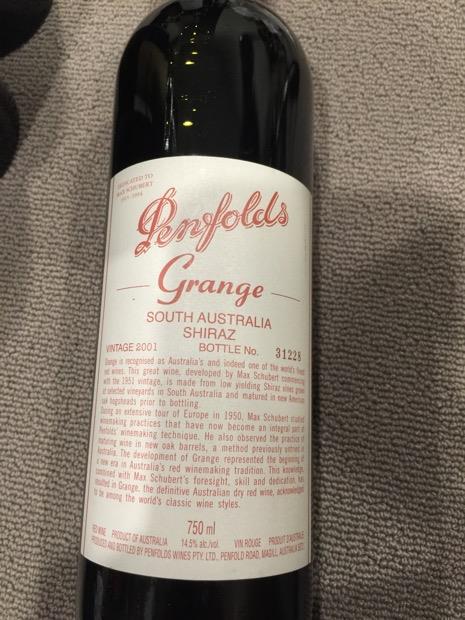 DEDICATED TO
MAX SCHUBERT
1915-1994
Penfolds
Grange
SOUTH AUSTRALIA
SHIRAZ
VINTAGE 2001 BOTTLE No. 31228
Grange is recognised as Australia's and indeed one of the world's finest
red wines. This great wine, developed by Max Schubert commencing
with the 1951 vintage, is made from low yielding Shiraz vines grown
at selected vineyards in South Australia and matured in new American
oak hogsheads prior to bottling.
During an extensive tour of Europe in 1950, Max Schubert studied
winemaking practices that have now become an integral part of
Penfolds' winemaking technique. He also observed the practice of
maturing wine in new oak barrels, a method previously untried in
Australia. The development of Grange represented the beginning of
a new era in Australia's red winemaking tradition. This knowledge,
combined with Max Schubert's foresight, skill and dedication, has
resulted in Grange, the definitive Australian dry red wine, acknowledged
to be among the world's classic wine styles.
750 ml
RED WINE PRODUCT OF AUSTRALIA 14.5% alc./vol. VIN ROUGE PRODUIT D'AUSTRALIE
PRODUCED AND BOTTLED BY PENFOLDS WINES PTY. LTD., PENFOLD ROAD, MAGILL, AUSTRALIA 5072